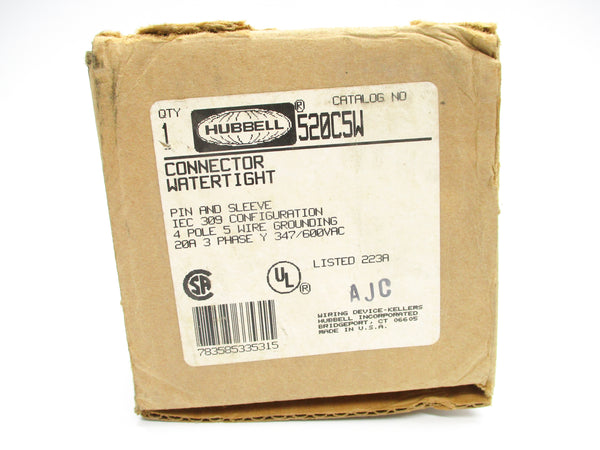 QTY
1
HUBBELL®
CATALOG NO
520C5W
CONNECTOR
WATERTIGHT
PIN AND SLEEVE
IEC 309 CONFIGURATION
4 POLE 5 WIRE GROUNDING
20A 3 PHASE Y 347/600VAC
SA
UL®
LISTED 223A
AJC
WIRING DEVICE-KELLEMS
HUBBELL INCORPORATED
BRIDGEPORT, CT 06605
MADE IN U.S.A.
783585335315